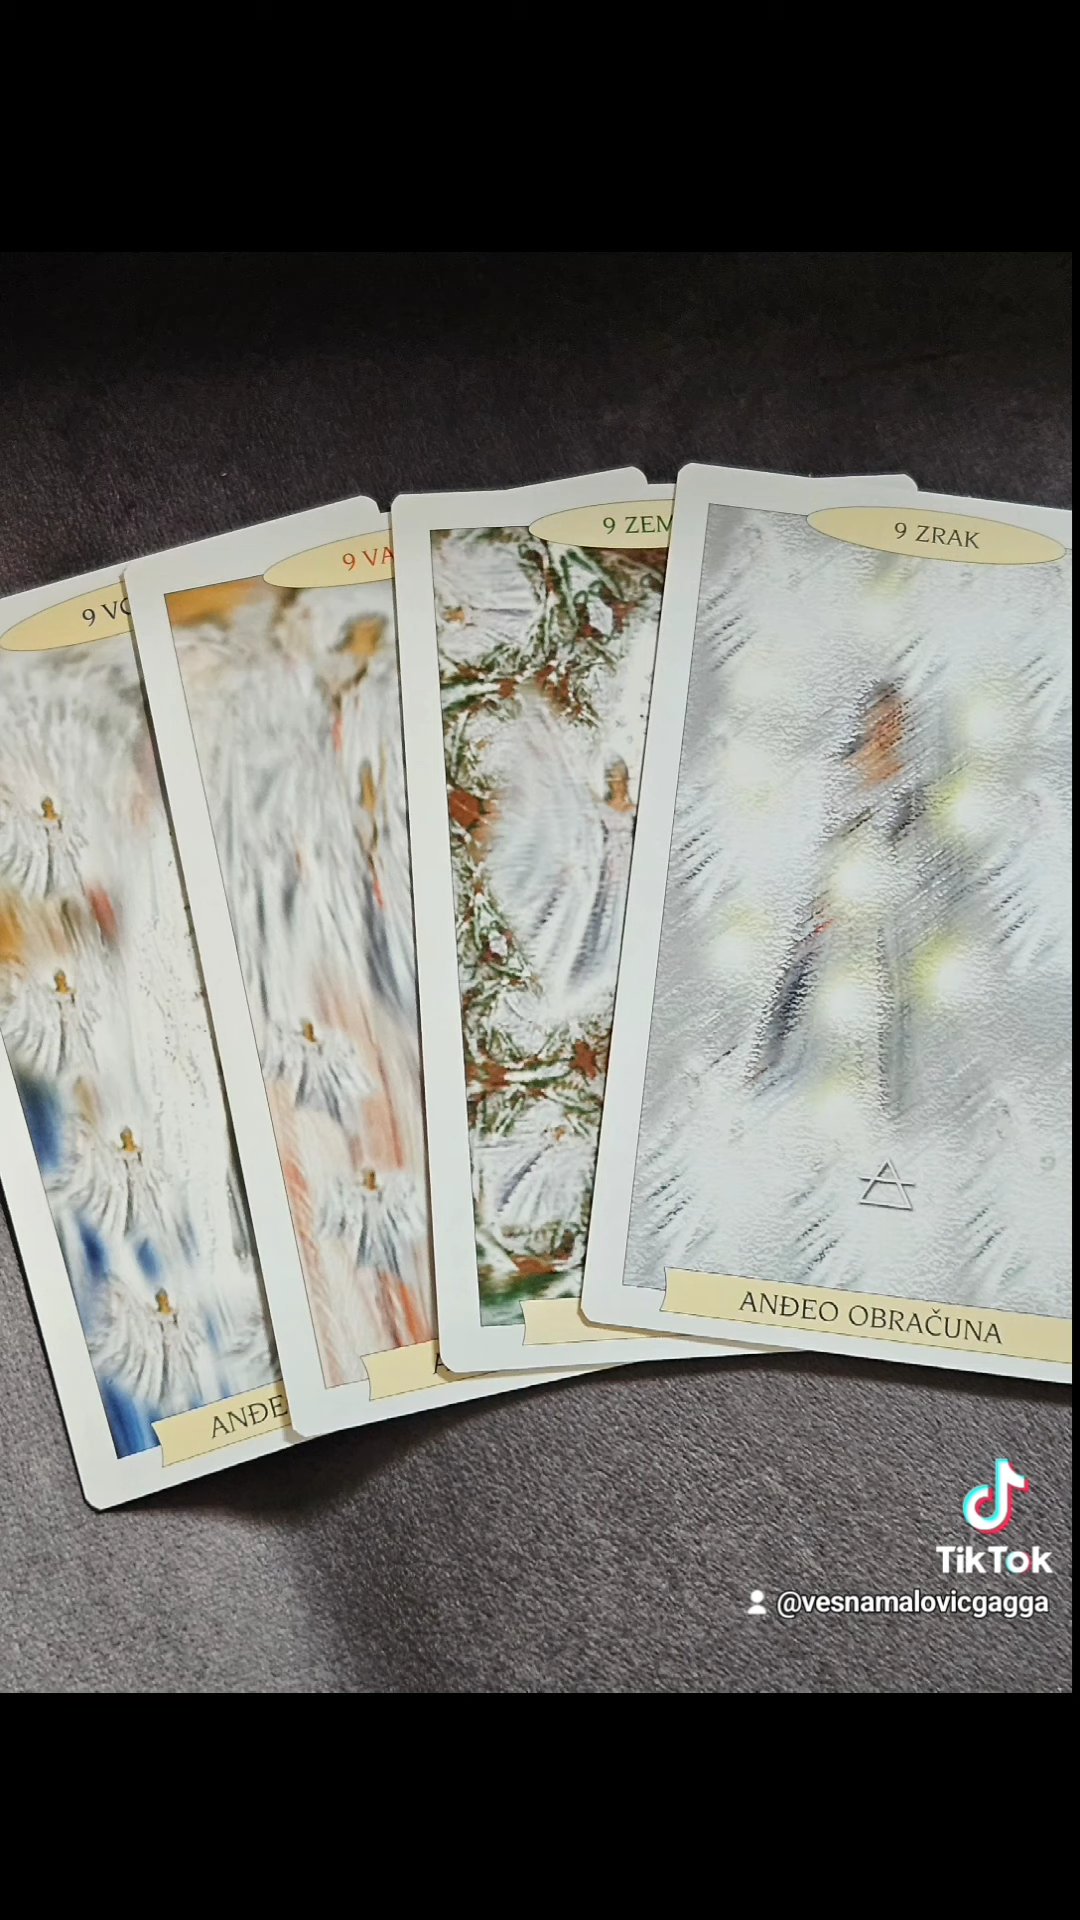 9 VO
9 VA
9 ZEM
9 ZRAK
ANĐE
ANĐEO OBRAČUNA
TikTok
@vesnamalovicgagga